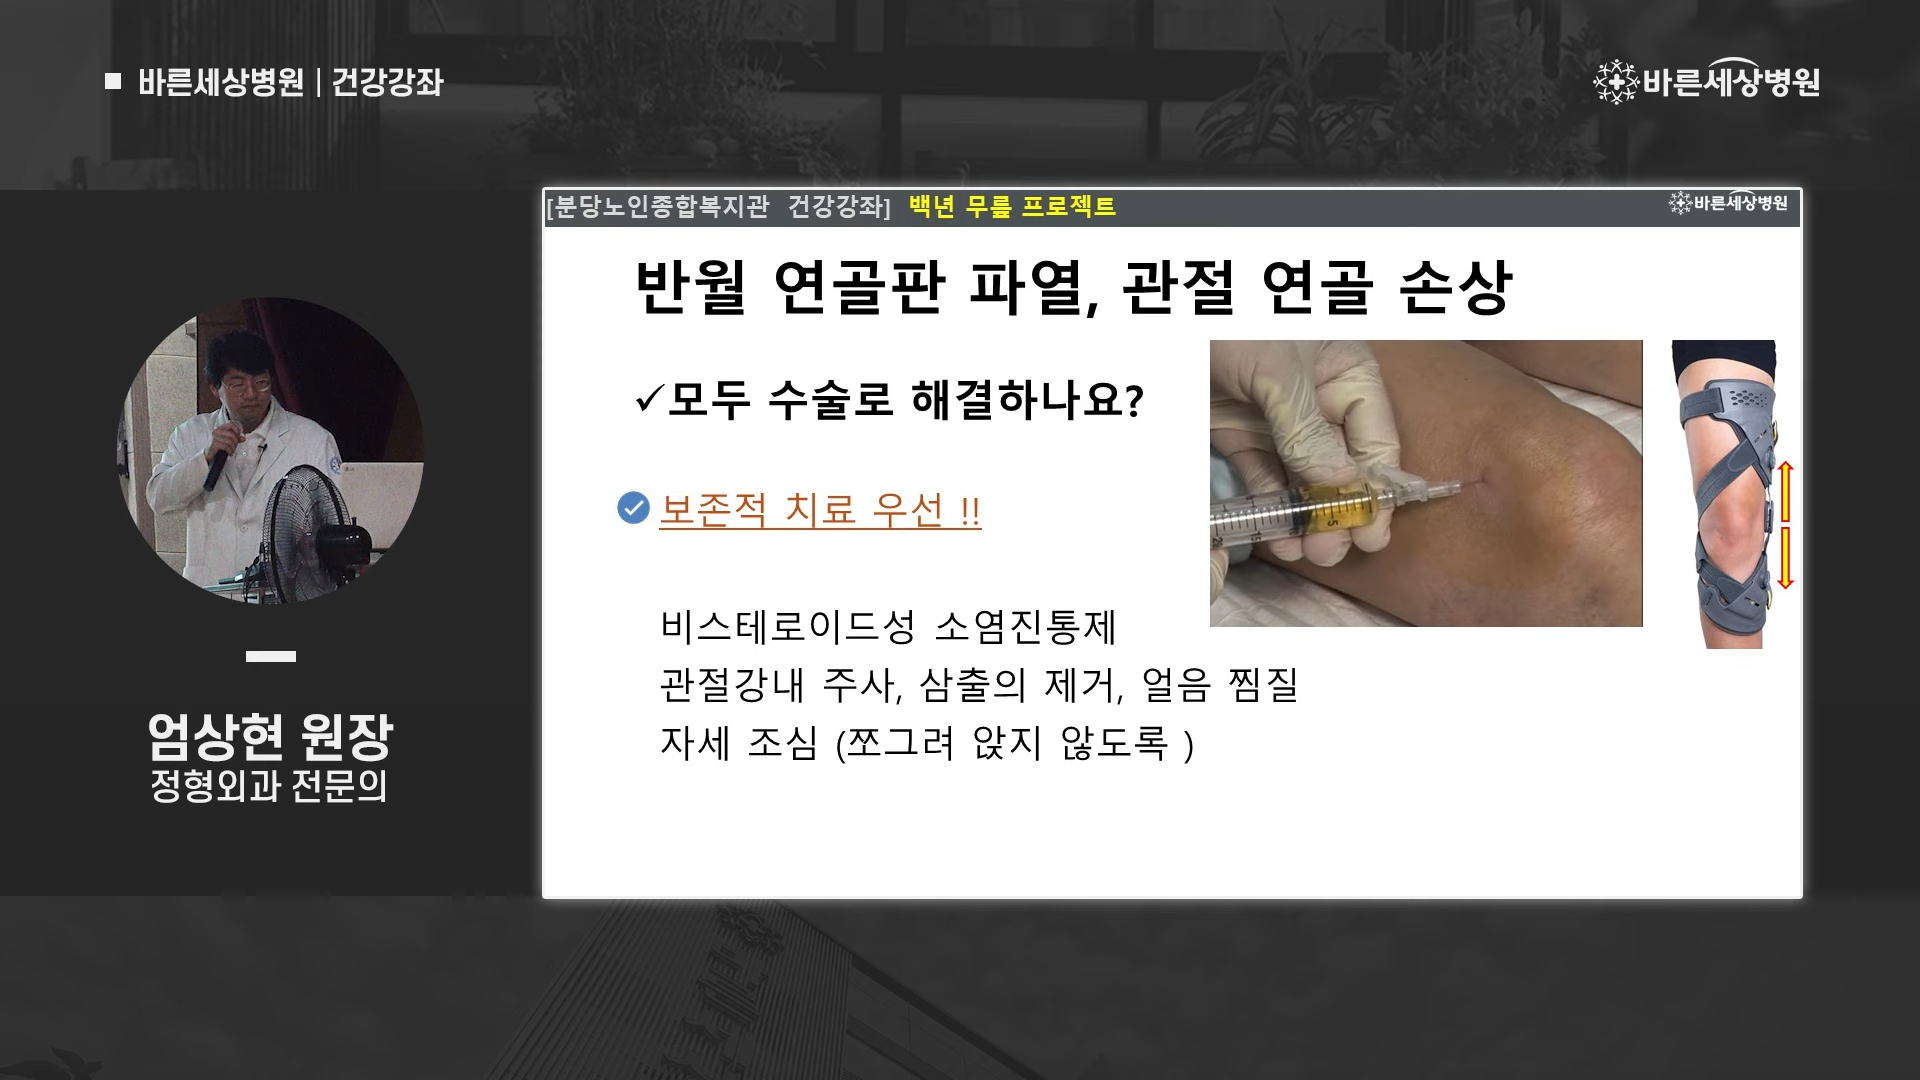 바른세상병원 | 건강강좌
바른세상병원
[분당노인종합복지관 건강강좌] 백년 무릎 프로젝트
바른세상병원
반월 연골판 파열, 관절 연골 손상
✓모두 수술로 해결하나요?
보존적 치료 우선 !!
비스테로이드성 소염진통제
관절강내 주사, 삼출의 제거, 얼음 찜질
자세 조심 (쪼그려 앉지 않도록 )
엄상현 원장
정형외과 전문의